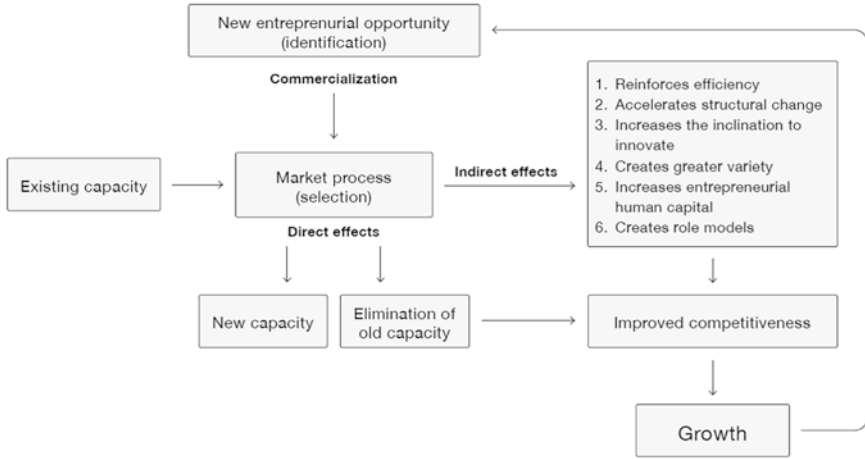 New entreprenurial opportunity
(identification)
Commercialization
1. Reinforces efficiency
2. Accelerates structural change
3. Increases the inclination to
innovate
4. Creates greater variety
5. Increases entrepreneurial
human capital
6. Creates role models
Existing capacity
Market process
(selection)
Indirect effects
Direct effects
New capacity
Elimination of
old capacity
Improved competitiveness
Growth